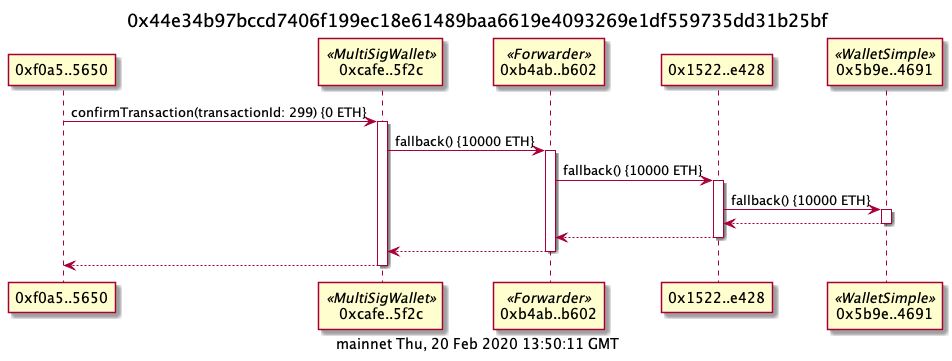 0x44e34b97bccd7406f199ec18e61489baa6619e4093269e1df559735dd31b25bf
0xf0a5..5650
«MultiSigWallet»
0xcafe..5f2c
«Forwarder»
0xb4ab..b602
0x1522..e428
«WalletSimple»
0x5b9e..4691
confirmTransaction(transactionId: 299) {0 ETH}
fallback() {10000 ETH}
fallback() {10000 ETH}
fallback() {10000 ETH}
0xf0a5..5650
«MultiSigWallet»
0xcafe..5f2c
«Forwarder»
0xb4ab..b602
0x1522..e428
«WalletSimple»
0x5b9e..4691
mainnet Thu, 20 Feb 2020 13:50:11 GMT